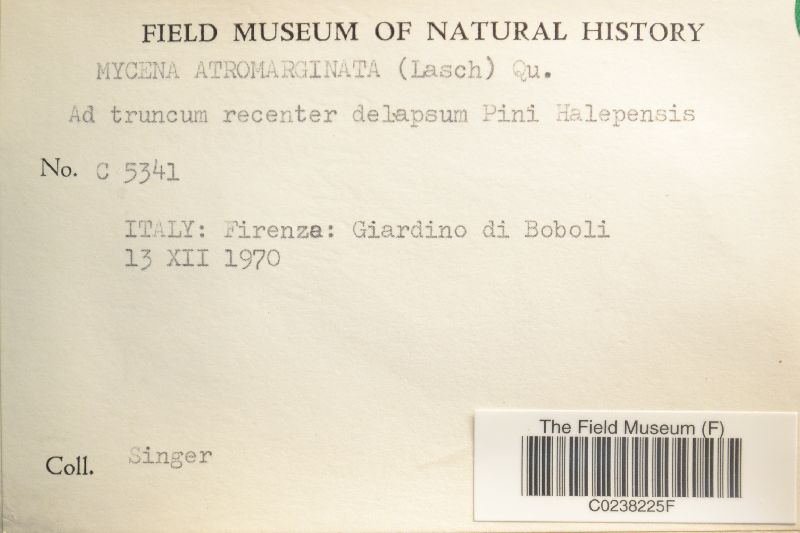 FIELD MUSEUM OF NATURAL HISTORY
MYCENA ATROMARGINATA (Lasch) Qu.
Ad truncum recenter delapsum Pini Halepensis
No. C 5341
ITALY: Firenza: Giardino di Boboli
13 XII 1970
Coll. Singer
The Field Museum (F)
C0238225F